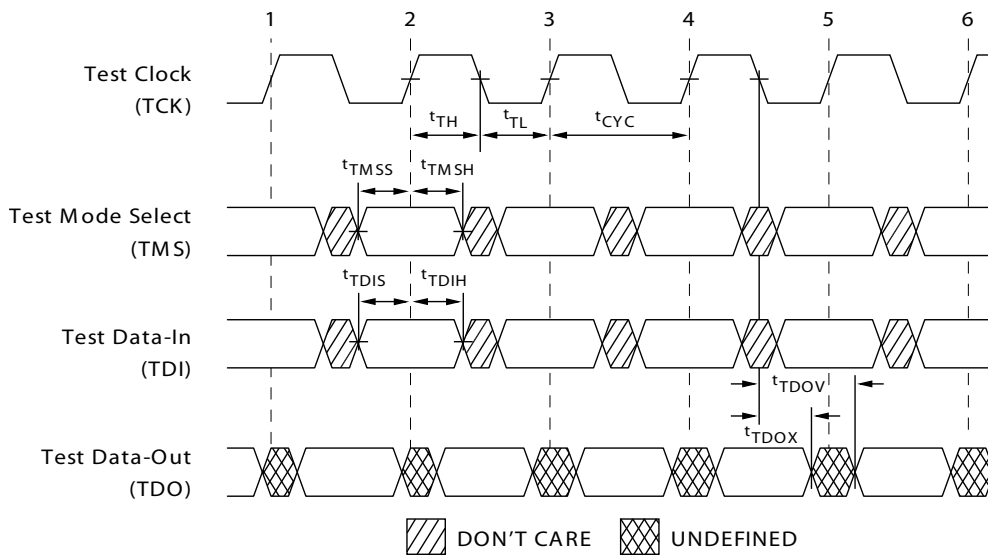 1 2 3 4 5 6
Test Clock
(TCK)
tTH tTL tCYC
tTMSS tTMSH
Test Mode Select
(TMS)
tTDIS tTDIH
Test Data-In
(TDI)
tTDOV
tTDOX
Test Data-Out
(TDO)
DON'T CARE UNDEFINED